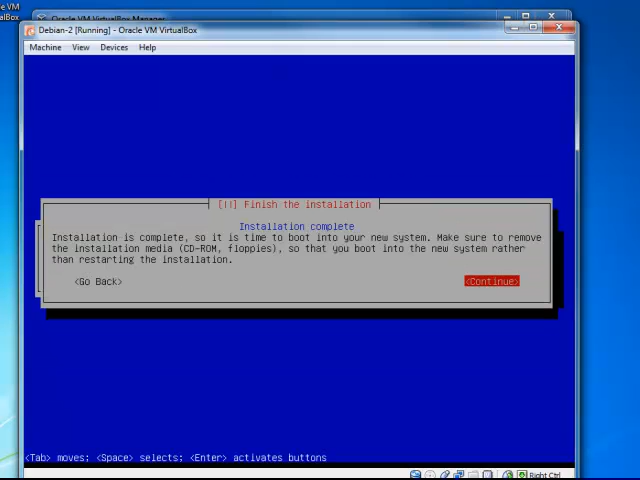 le VM
alBox
Oracle VM VirtualBox Manager
Debian-2 [Running] - Oracle VM VirtualBox
Machine View Devices Help
[!!] Finish the installation
Installation complete
Installation is complete, so it is time to boot into your new system. Make sure to remove
the installation media (CD-ROM, floppies), so that you boot into the new system rather
than restarting the installation.
<Go Back> <Continue>
<Tab> moves; <Space> selects; <Enter> activates buttons
Right Ctrl